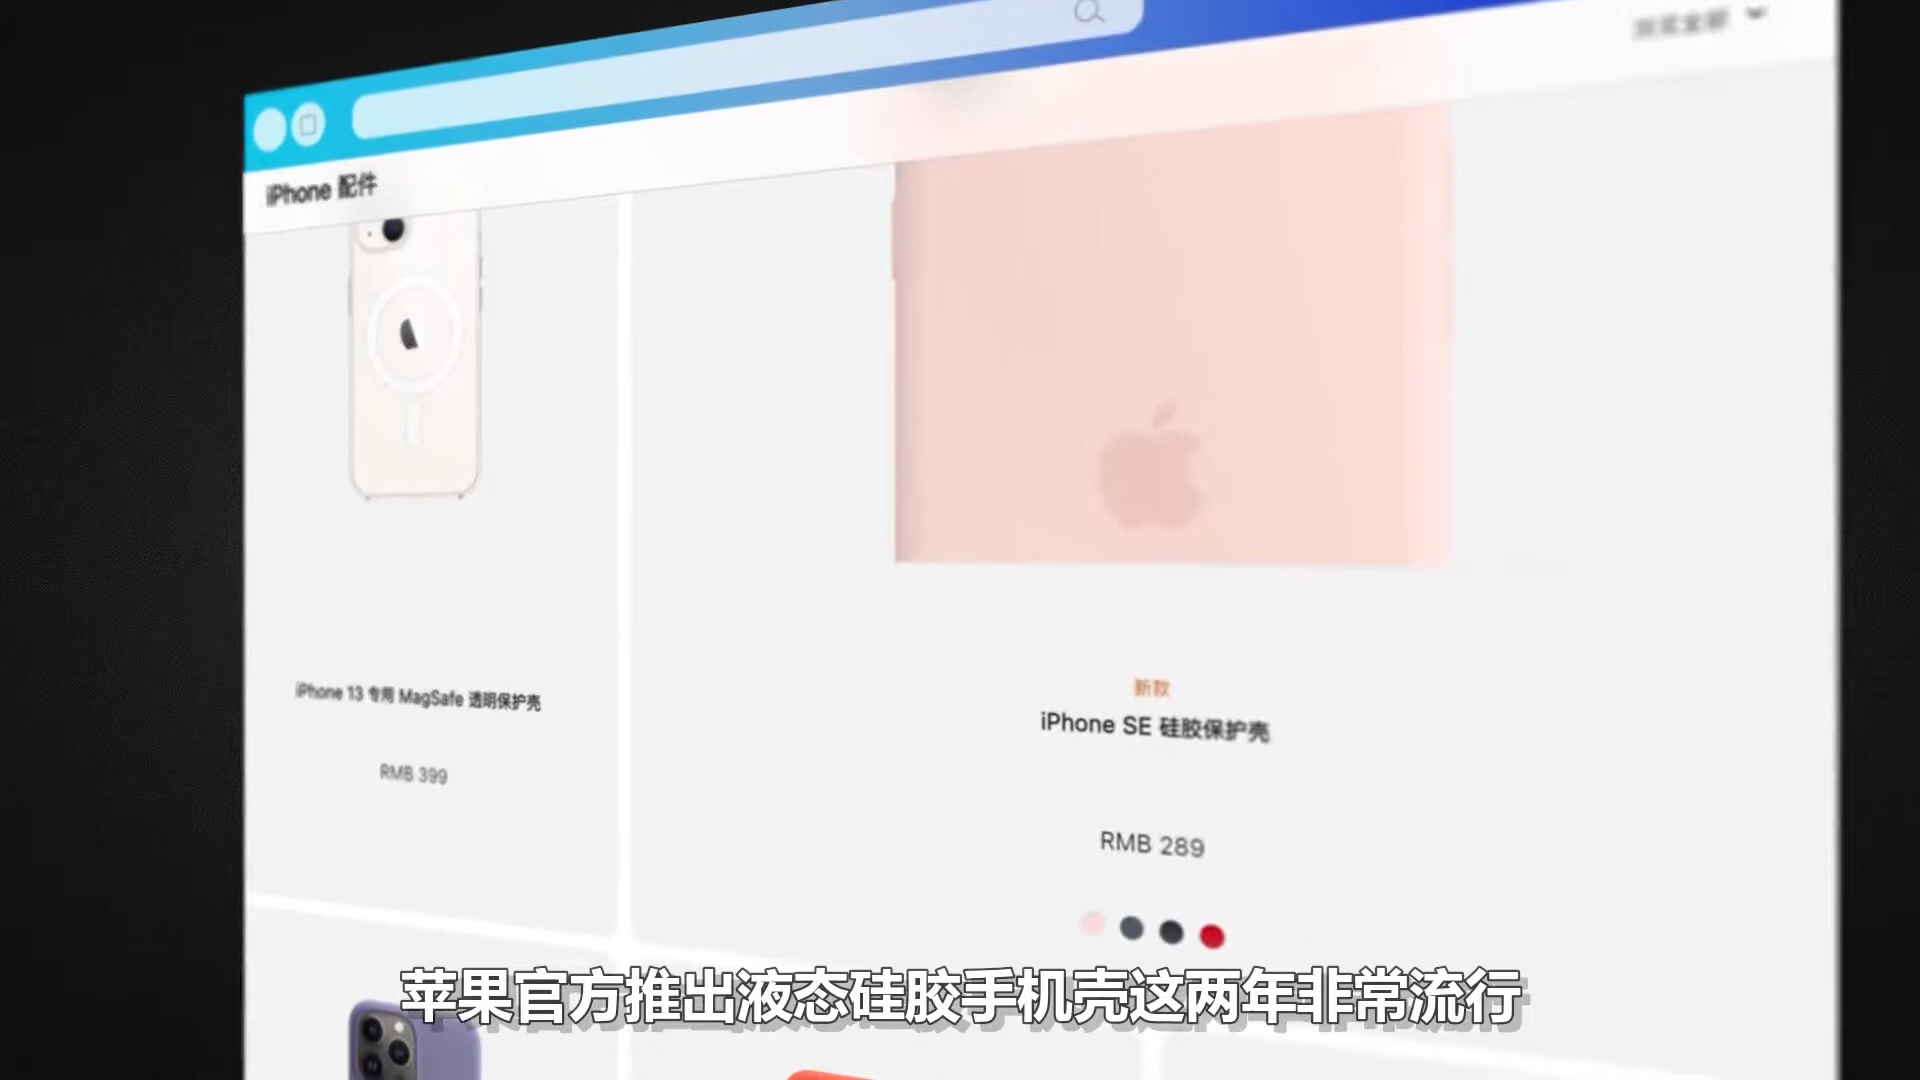 iPhone 配件
iPhone 13 专用 MagSafe 透明保护壳
RMB 399
新款
iPhone SE 硅胶保护壳
RMB 289
苹果官方推出液态硅胶手机壳这两年非常流行